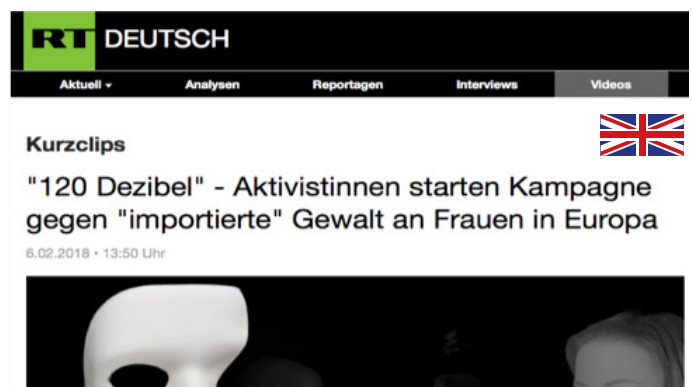 RT DEUTSCH
Aktuell Analysen Reportagen Interviews Videos
Kurzclips
"120 Dezibel" - Aktivistinnen starten Kampagne
gegen "importierte" Gewalt an Frauen in Europa
6.02.2018 • 13:50 Uhr